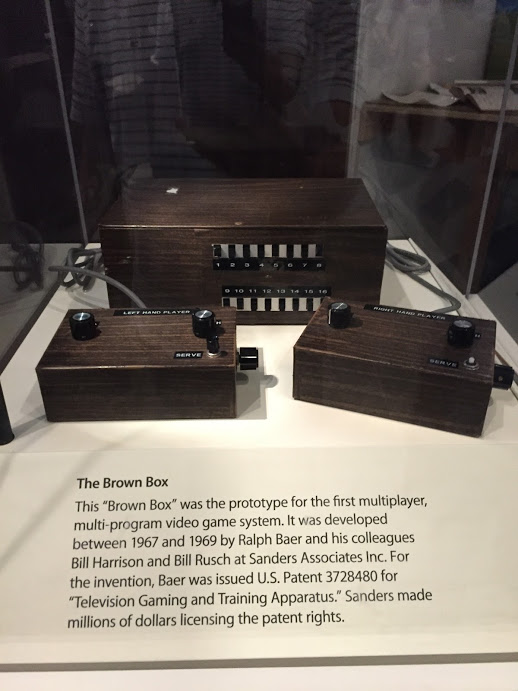 1 2 3 4 5 6 7 8
9 10 11 12 13 14 15 16
LEFT HAND PLAYER
SERVE
RIGHT HAND PLAYER
SERVE
The Brown Box
This “Brown Box” was the prototype for the first multiplayer,
multi-program video game system. It was developed
between 1967 and 1969 by Ralph Baer and his colleagues
Bill Harrison and Bill Rusch at Sanders Associates Inc. For
the invention, Baer was issued U.S. Patent 3728480 for
“Television Gaming and Training Apparatus.” Sanders made
millions of dollars licensing the patent rights.